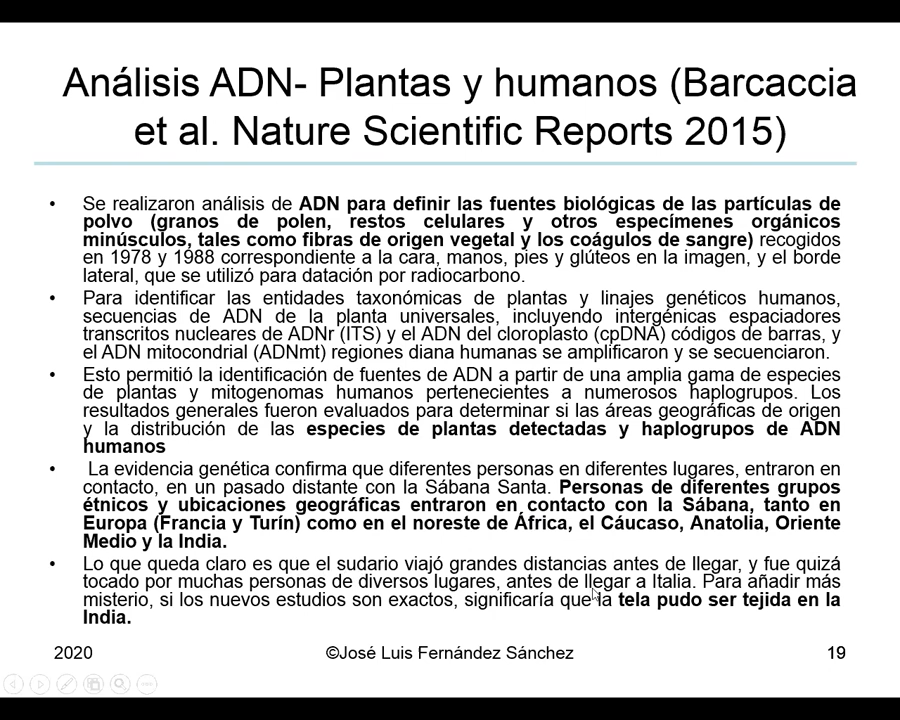 Análisis ADN- Plantas y humanos (Barcaccia
et al. Nature Scientific Reports 2015)
• Se realizaron análisis de ADN para definir las fuentes biológicas de las partículas de
polvo (granos de polen, restos celulares y otros especímenes orgánicos
minúsculos, tales como fibras de origen vegetal y los coágulos de sangre) recogidos
en 1978 y 1988 correspondiente a la cara, manos, pies y glúteos en la imagen, y el borde
lateral, que se utilizó para datación por radiocarbono.
• Para identificar las entidades taxonómicas de plantas y linajes genéticos humanos,
secuencias de ADN de la planta universales, incluyendo intergénicas espaciadores
transcritos nucleares de ADNr (ITS) y el ADN del cloroplasto (cpDNA) códigos de barras, y
el ADN mitocondrial (ADNmt) regiones diana humanas se amplificaron y se secuenciaron.
• Esto permitió la identificación de fuentes de ADN a partir de una amplia gama de especies
de plantas y mitogenomas humanos pertenecientes a numerosos haplogrupos. Los
resultados generales fueron evaluados para determinar si las áreas geográficas de origen
y la distribución de las especies de plantas detectadas y haplogrupos de ADN
humanos
• La evidencia genética confirma que diferentes personas en diferentes lugares, entraron en
contacto, en un pasado distante con la Sábana Santa. Personas de diferentes grupos
étnicos y ubicaciones geográficas entraron en contacto con la Sábana, tanto en
Europa (Francia y Turín) como en el noreste de África, el Cáucaso, Anatolia, Oriente
Medio y la India.
• Lo que queda claro es que el sudario viajó grandes distancias antes de llegar, y fue quizá
tocado por muchas personas de diversos lugares, antes de llegar a Italia. Para añadir más
misterio, si los nuevos estudios son exactos, significaría que la tela pudo ser tejida en la
India.
2020 ©José Luis Fernández Sánchez 19